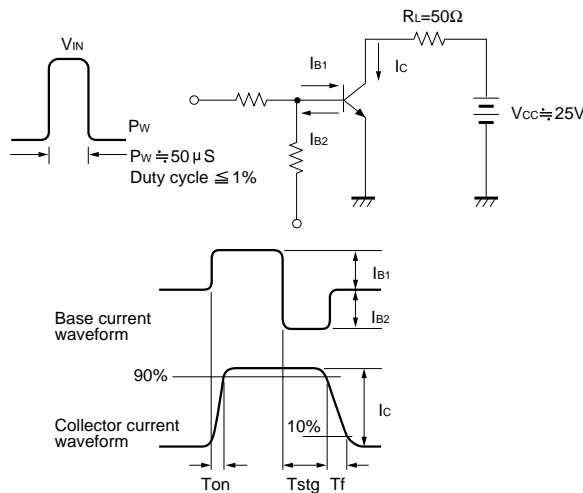 VIN
PW
PW≒50μS
Duty cycle ≦ 1%
RL=50Ω
IB1
IC
IB2
VCC≒25V
IB1
IB2
Base current
waveform
90%
IC
Collector current
waveform
10%
Ton
Tstg
Tf